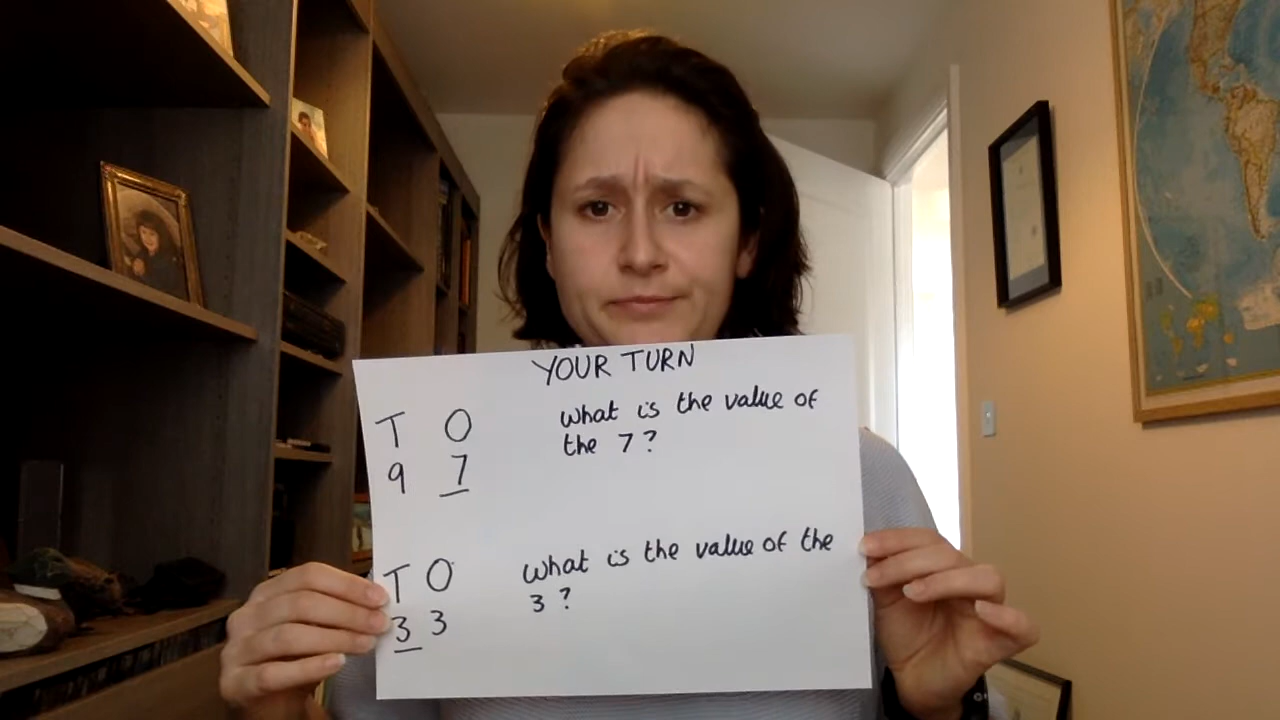 YOUR TURN
T O
9 7
What is the value of
the 7?
T O
3 3
What is the value of the
3?